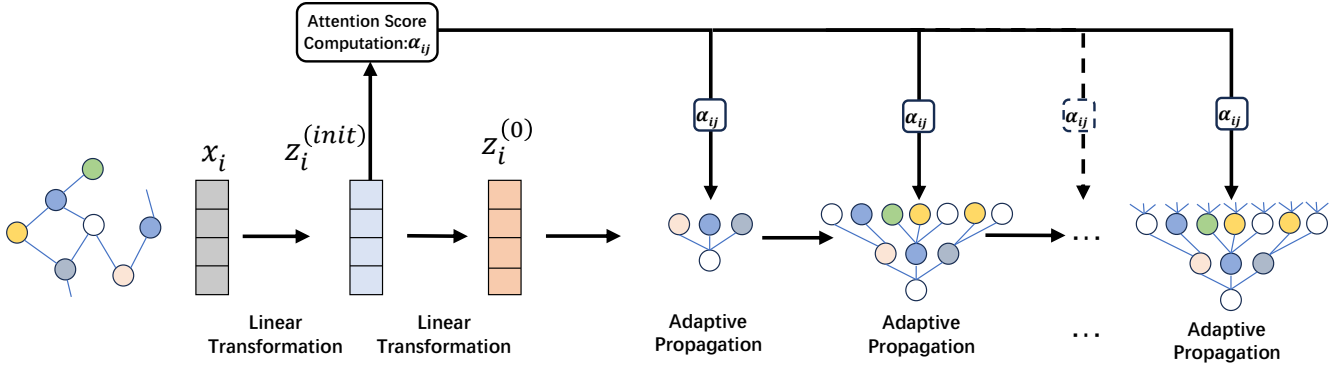 Attention Score
Computation:α_ij
α_ij
α_ij
α_ij
α_ij
x_i
z_i^(init)
z_i^(0)
...
Linear
Transformation
Linear
Transformation
Adaptive
Propagation
Adaptive
Propagation
...
Adaptive
Propagation